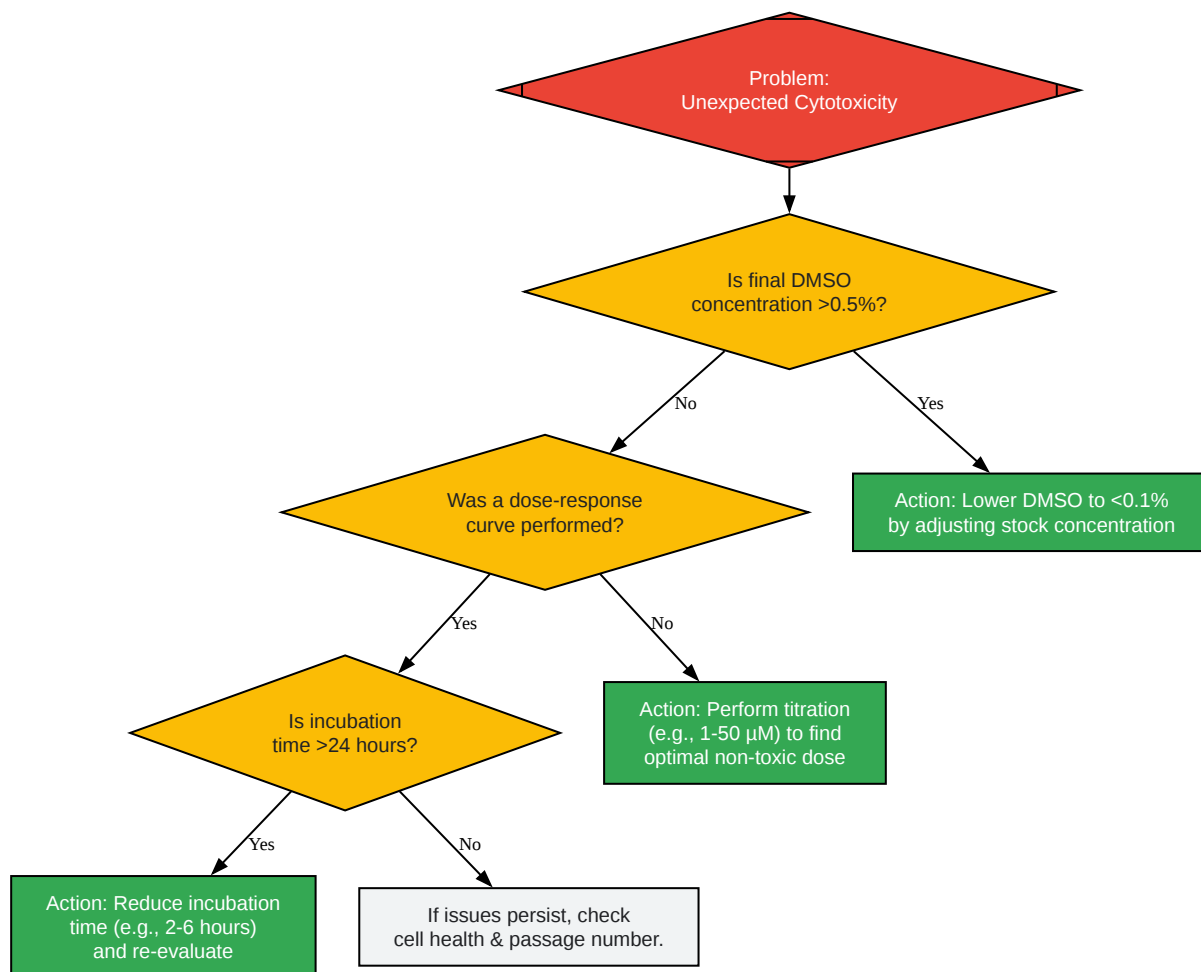 Problem:
Unexpected Cytotoxicity
Is final DMSO
concentration >0.5%?
No
Yes
Was a dose-response
curve performed?
Action: Lower DMSO to <0.1%
by adjusting stock concentration
Yes
No
Is incubation
time >24 hours?
Action: Perform titration
(e.g., 1-50 µM) to find
optimal non-toxic dose
Yes
No
Action: Reduce incubation
time (e.g., 2-6 hours)
and re-evaluate
If issues persist, check
cell health & passage number.